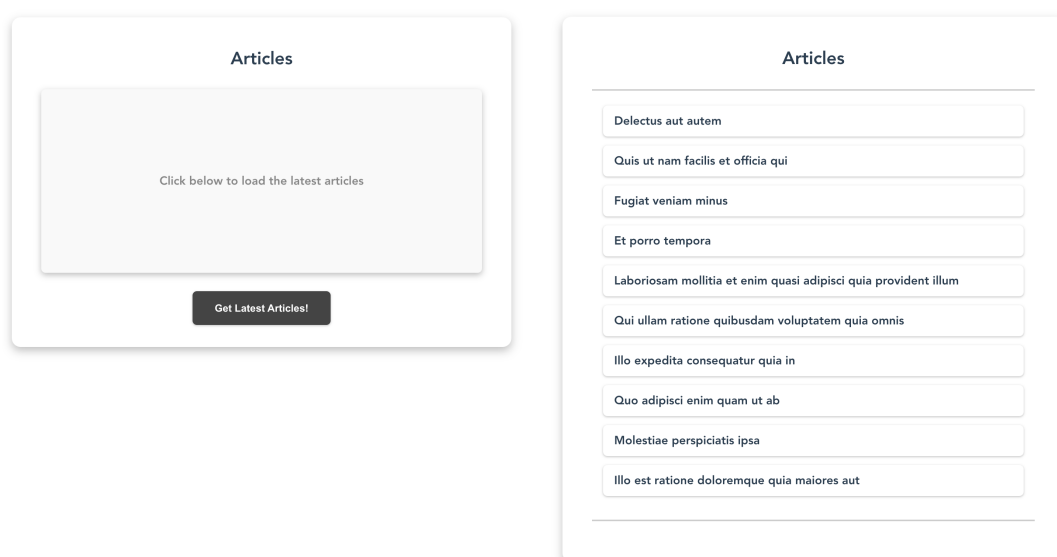 Articles
Click below to load the latest articles
Get Latest Articles!
Articles
Delectus aut autem
Quis ut nam facilis et officia qui
Fugiat veniam minus
Et porro tempora
Laboriosam mollitia et enim quasi adipisci quia provident illum
Qui ullam ratione quibusdam voluptatem quia omnis
Illo expedita consequatur quia in
Quo adipisci enim quam ut ab
Molestiae perspiciatis ipsa
Illo est ratione doloremque quia maiores aut